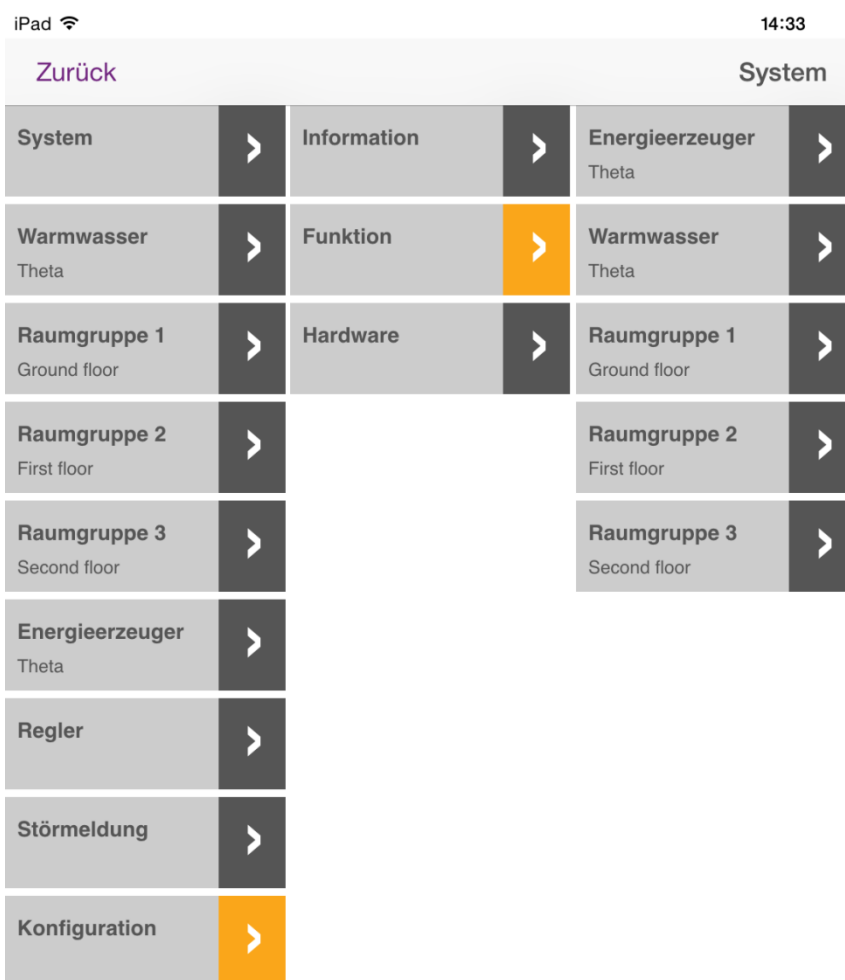 iPad 14:33
Zurück System
System
Warmwasser
Theta
Raumgruppe 1
Ground floor
Raumgruppe 2
First floor
Raumgruppe 3
Second floor
Energieerzeuger
Theta
Regler
Störmeldung
Konfiguration
Information
Funktion
Hardware
Energieerzeuger
Theta
Warmwasser
Theta
Raumgruppe 1
Ground floor
Raumgruppe 2
First floor
Raumgruppe 3
Second floor